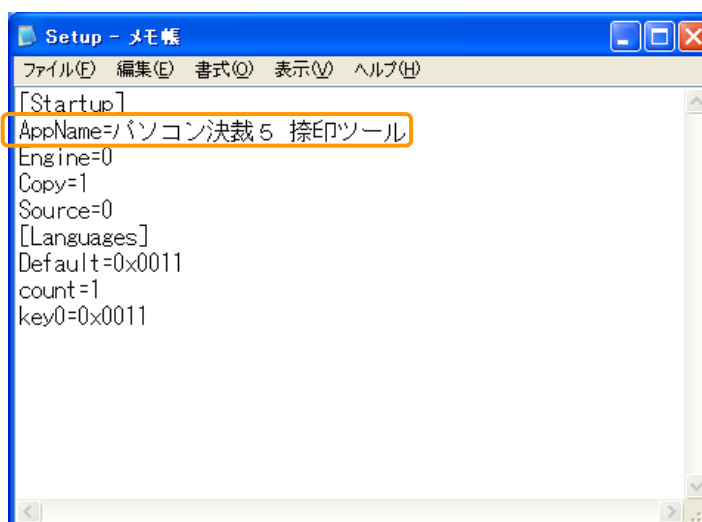 Setup - メモ帳
ファイル(F) 編集(E) 書式(O) 表示(V) ヘルプ(H)
[Startup]
AppName=パソコン決裁５ 捺印ツール
Engine=0
Copy=1
Source=0
[Languages]
Default=0x0011
count=1
key0=0x0011